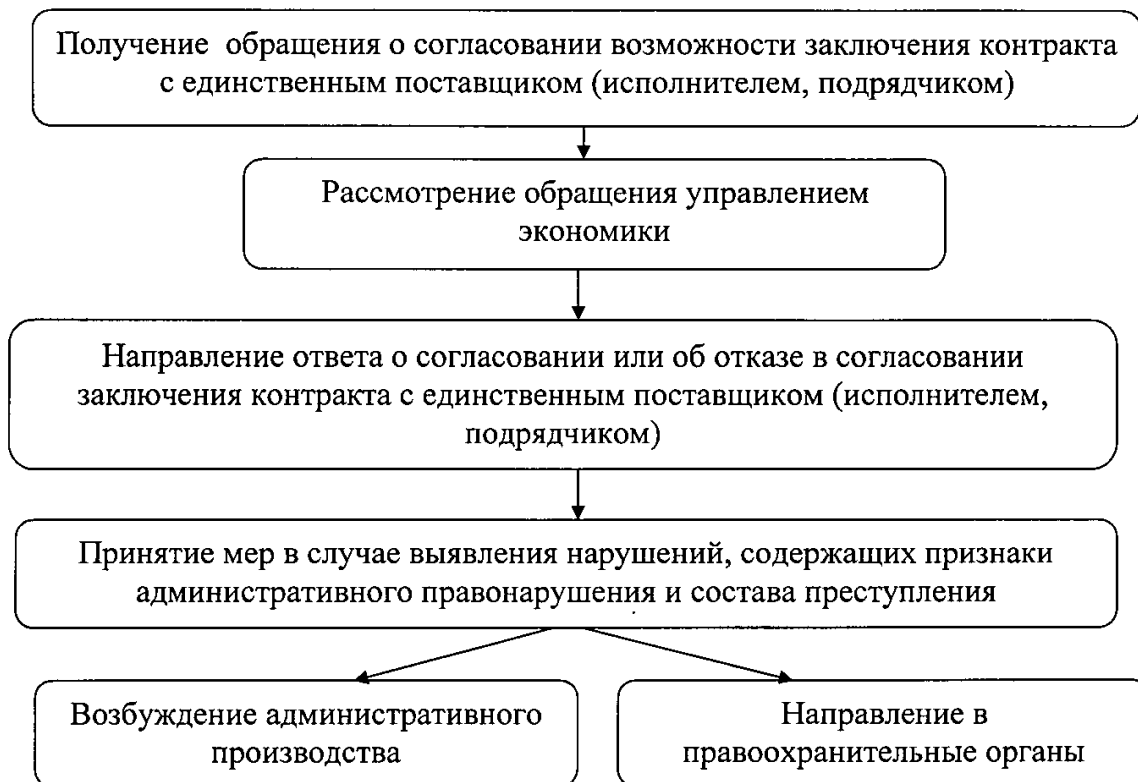 Получение обращения о согласовании возможности заключения контракта
с единственным поставщиком (исполнителем, подрядчиком)
Рассмотрение обращения управлением
экономики
Направление ответа о согласовании или об отказе в согласовании
заключения контракта с единственным поставщиком (исполнителем,
подрядчиком)
Принятие мер в случае выявления нарушений, содержащих признаки
административного правонарушения и состава преступления
Возбуждение административного
производства
Направление в
правоохранительные органы